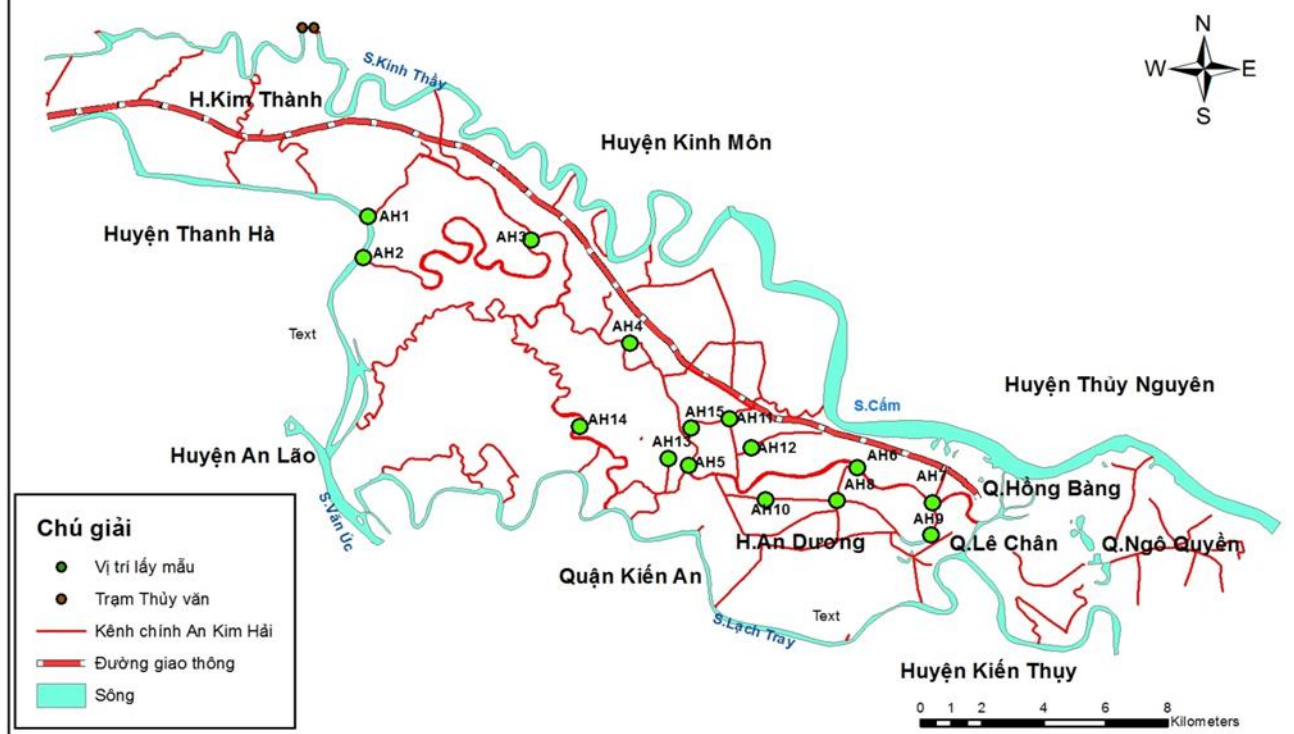 N
W E
S
S.Kinh Thầy
H.Kim Thành
Huyện Kinh Môn
AH1
Huyện Thanh Hà
AH3
AH2
Text
AH4
Huyện Thủy Nguyên
S.Cấm
AH14
AH15
AH11
AH13
AH12
Huyện An Lão
AH5
AH6
AH8
AH7
Q.Hồng Bàng
S.Văn Úc
AH10
AH9
H.An Dương
Q.Lê Chân
Q.Ngô Quyền
Quận Kiến An
Text
S.Lạch Tray
Huyện Kiến Thụy
Chú giải
Vị trí lấy mẫu
Trạm Thủy văn
Kênh chính An Kim Hải
Đường giao thông
Sông
0 1 2 4 6 8
Kilometers